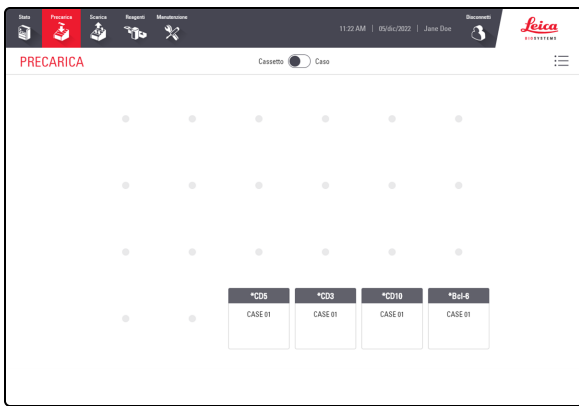 Stato Precarica Scarica Reagenti Manutenzione Disconnetti
11:22 AM | 05/dic/2022 | Jane Doe
Leica
BIOSYSTEMS
PRECARICA Cassetto Caso
*CD5 *CD3 *CD10 *Bcl-6
CASE 01 CASE 01 CASE 01 CASE 01